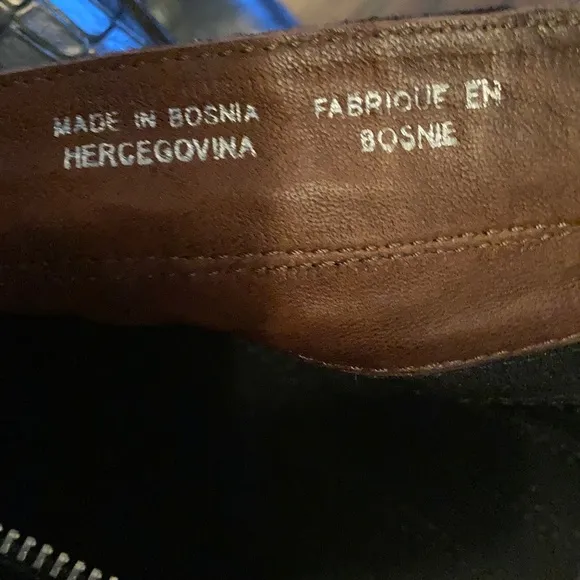 MADE IN BOSNIA
HERCEGOVINA
FABRIQUE EN
BOSNIE